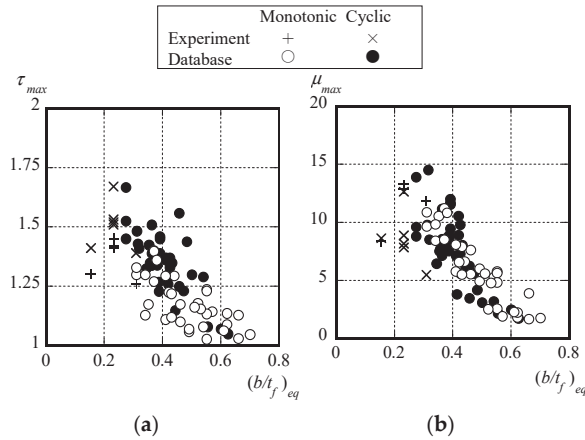 Monotonic Cyclic
Experiment + ×
Database ○ ●
τmax
2
1.75
1.5
1.25
1
0 0.2 0.4 0.6 0.8
(b/tf)eq
(a)
μmax
20
15
10
5
0
0 0.2 0.4 0.6 0.8
(b/tf)eq
(b)